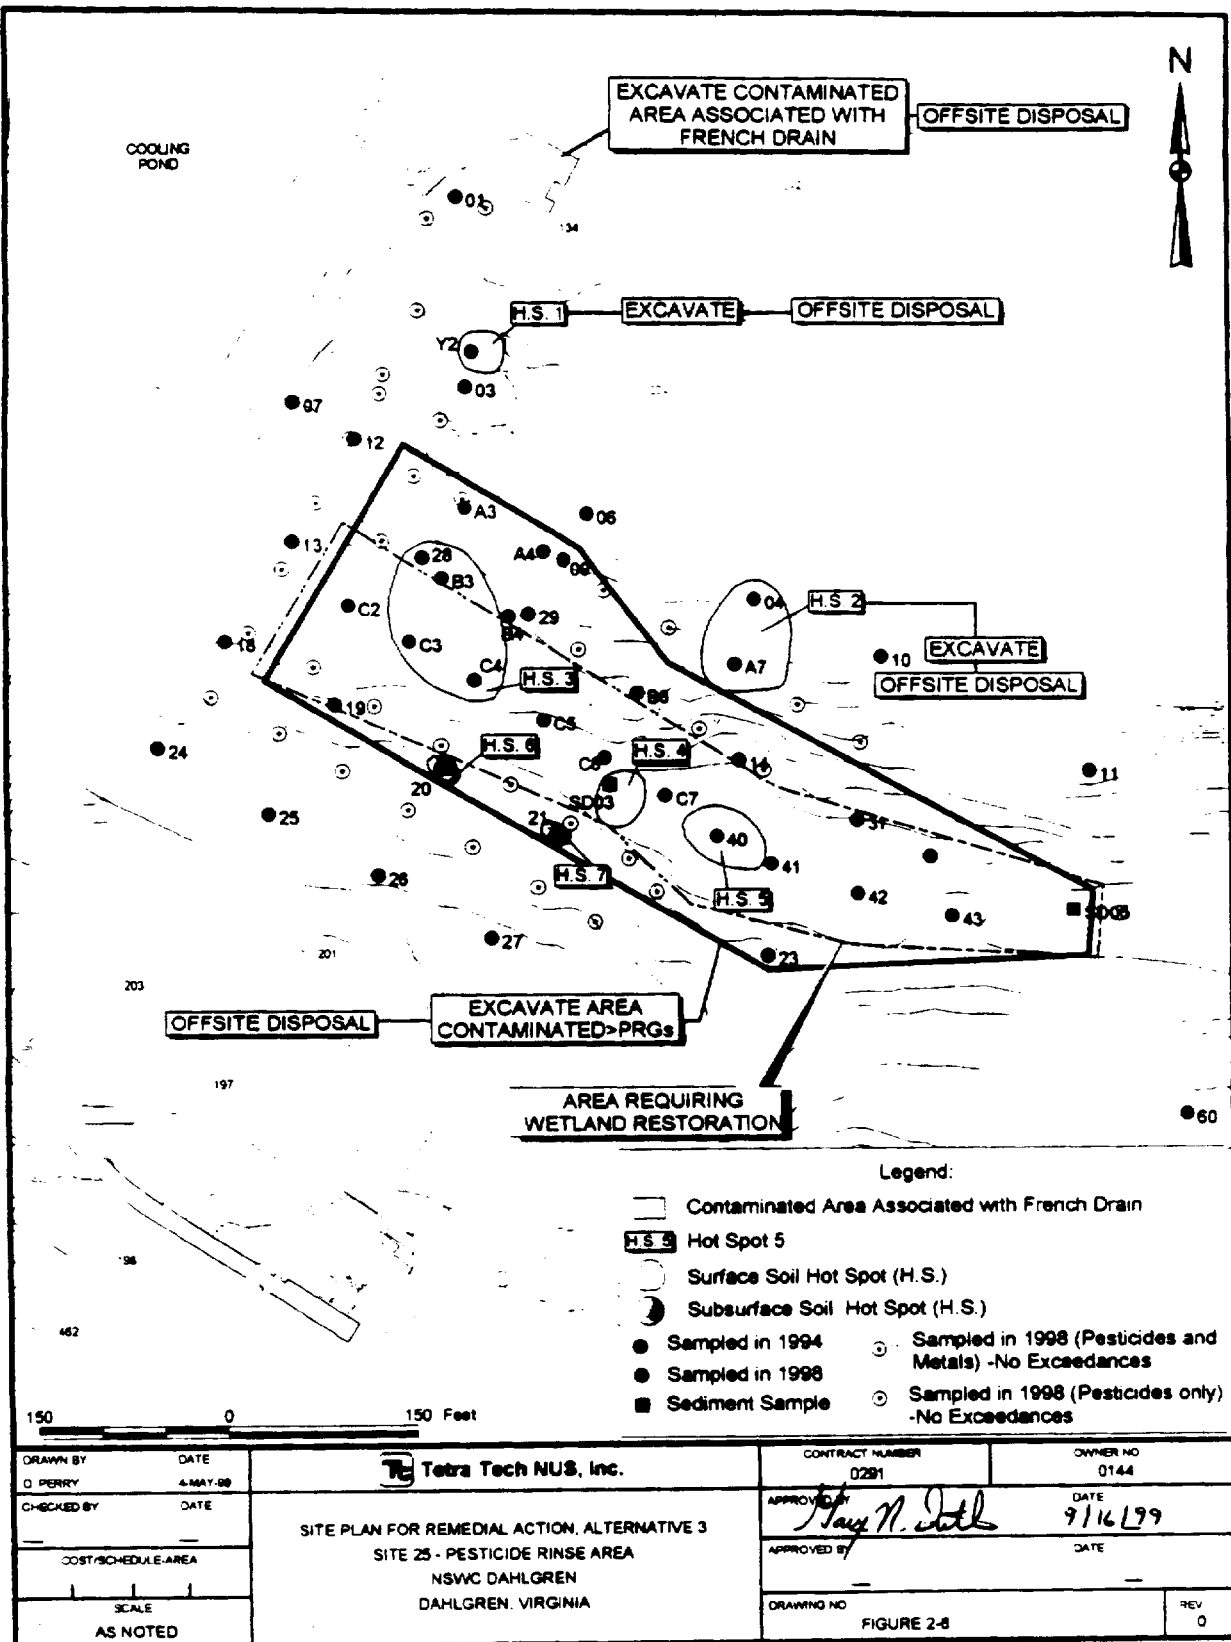 N
EXCAVATE CONTAMINATED
AREA ASSOCIATED WITH
FRENCH DRAIN
OFFSITE DISPOSAL
COOLING
POND
01
134
H.S. 1
EXCAVATE
OFFSITE DISPOSAL
Y2
03
07
12
A3
06
13
28
A4
09
B3
C2
29
B4
04
H.S. 2
18
C3
10
EXCAVATE
A7
C4
H.S. 3
OFFSITE DISPOSAL
B6
19
C5
24
H.S. 6
H.S. 4
C6
14
11
20
SD03
C7
25
21
31
40
41
26
H.S. 7
H.S. 5
42
43
27
23
201
203
OFFSITE DISPOSAL
EXCAVATE AREA
CONTAMINATED>PRGs
197
AREA REQUIRING
WETLAND RESTORATION
60
Legend:
Contaminated Area Associated with French Drain
H.S. 5 Hot Spot 5
Surface Soil Hot Spot (H.S.)
Subsurface Soil Hot Spot (H.S.)
Sampled in 1994
Sampled in 1998 (Pesticides and
Metals) -No Exceedances
Sampled in 1998
Sediment Sample
Sampled in 1998 (Pesticides only)
-No Exceedances
462
150 0 150 Feet
DRAWN BY DATE
D PERRY 4-MAY-99
CHECKED BY DATE
COST/SCHEDULE-AREA
SCALE
AS NOTED
Tetra Tech NUS, Inc.
SITE PLAN FOR REMEDIAL ACTION, ALTERNATIVE 3
SITE 25 - PESTICIDE RINSE AREA
NSWC DAHLGREN
DAHLGREN, VIRGINIA
CONTRACT NUMBER
0291
OWNER NO
0144
APPROVED BY
DATE
9/16/99
APPROVED BY DATE
DRAWING NO
FIGURE 2-6
REV
0